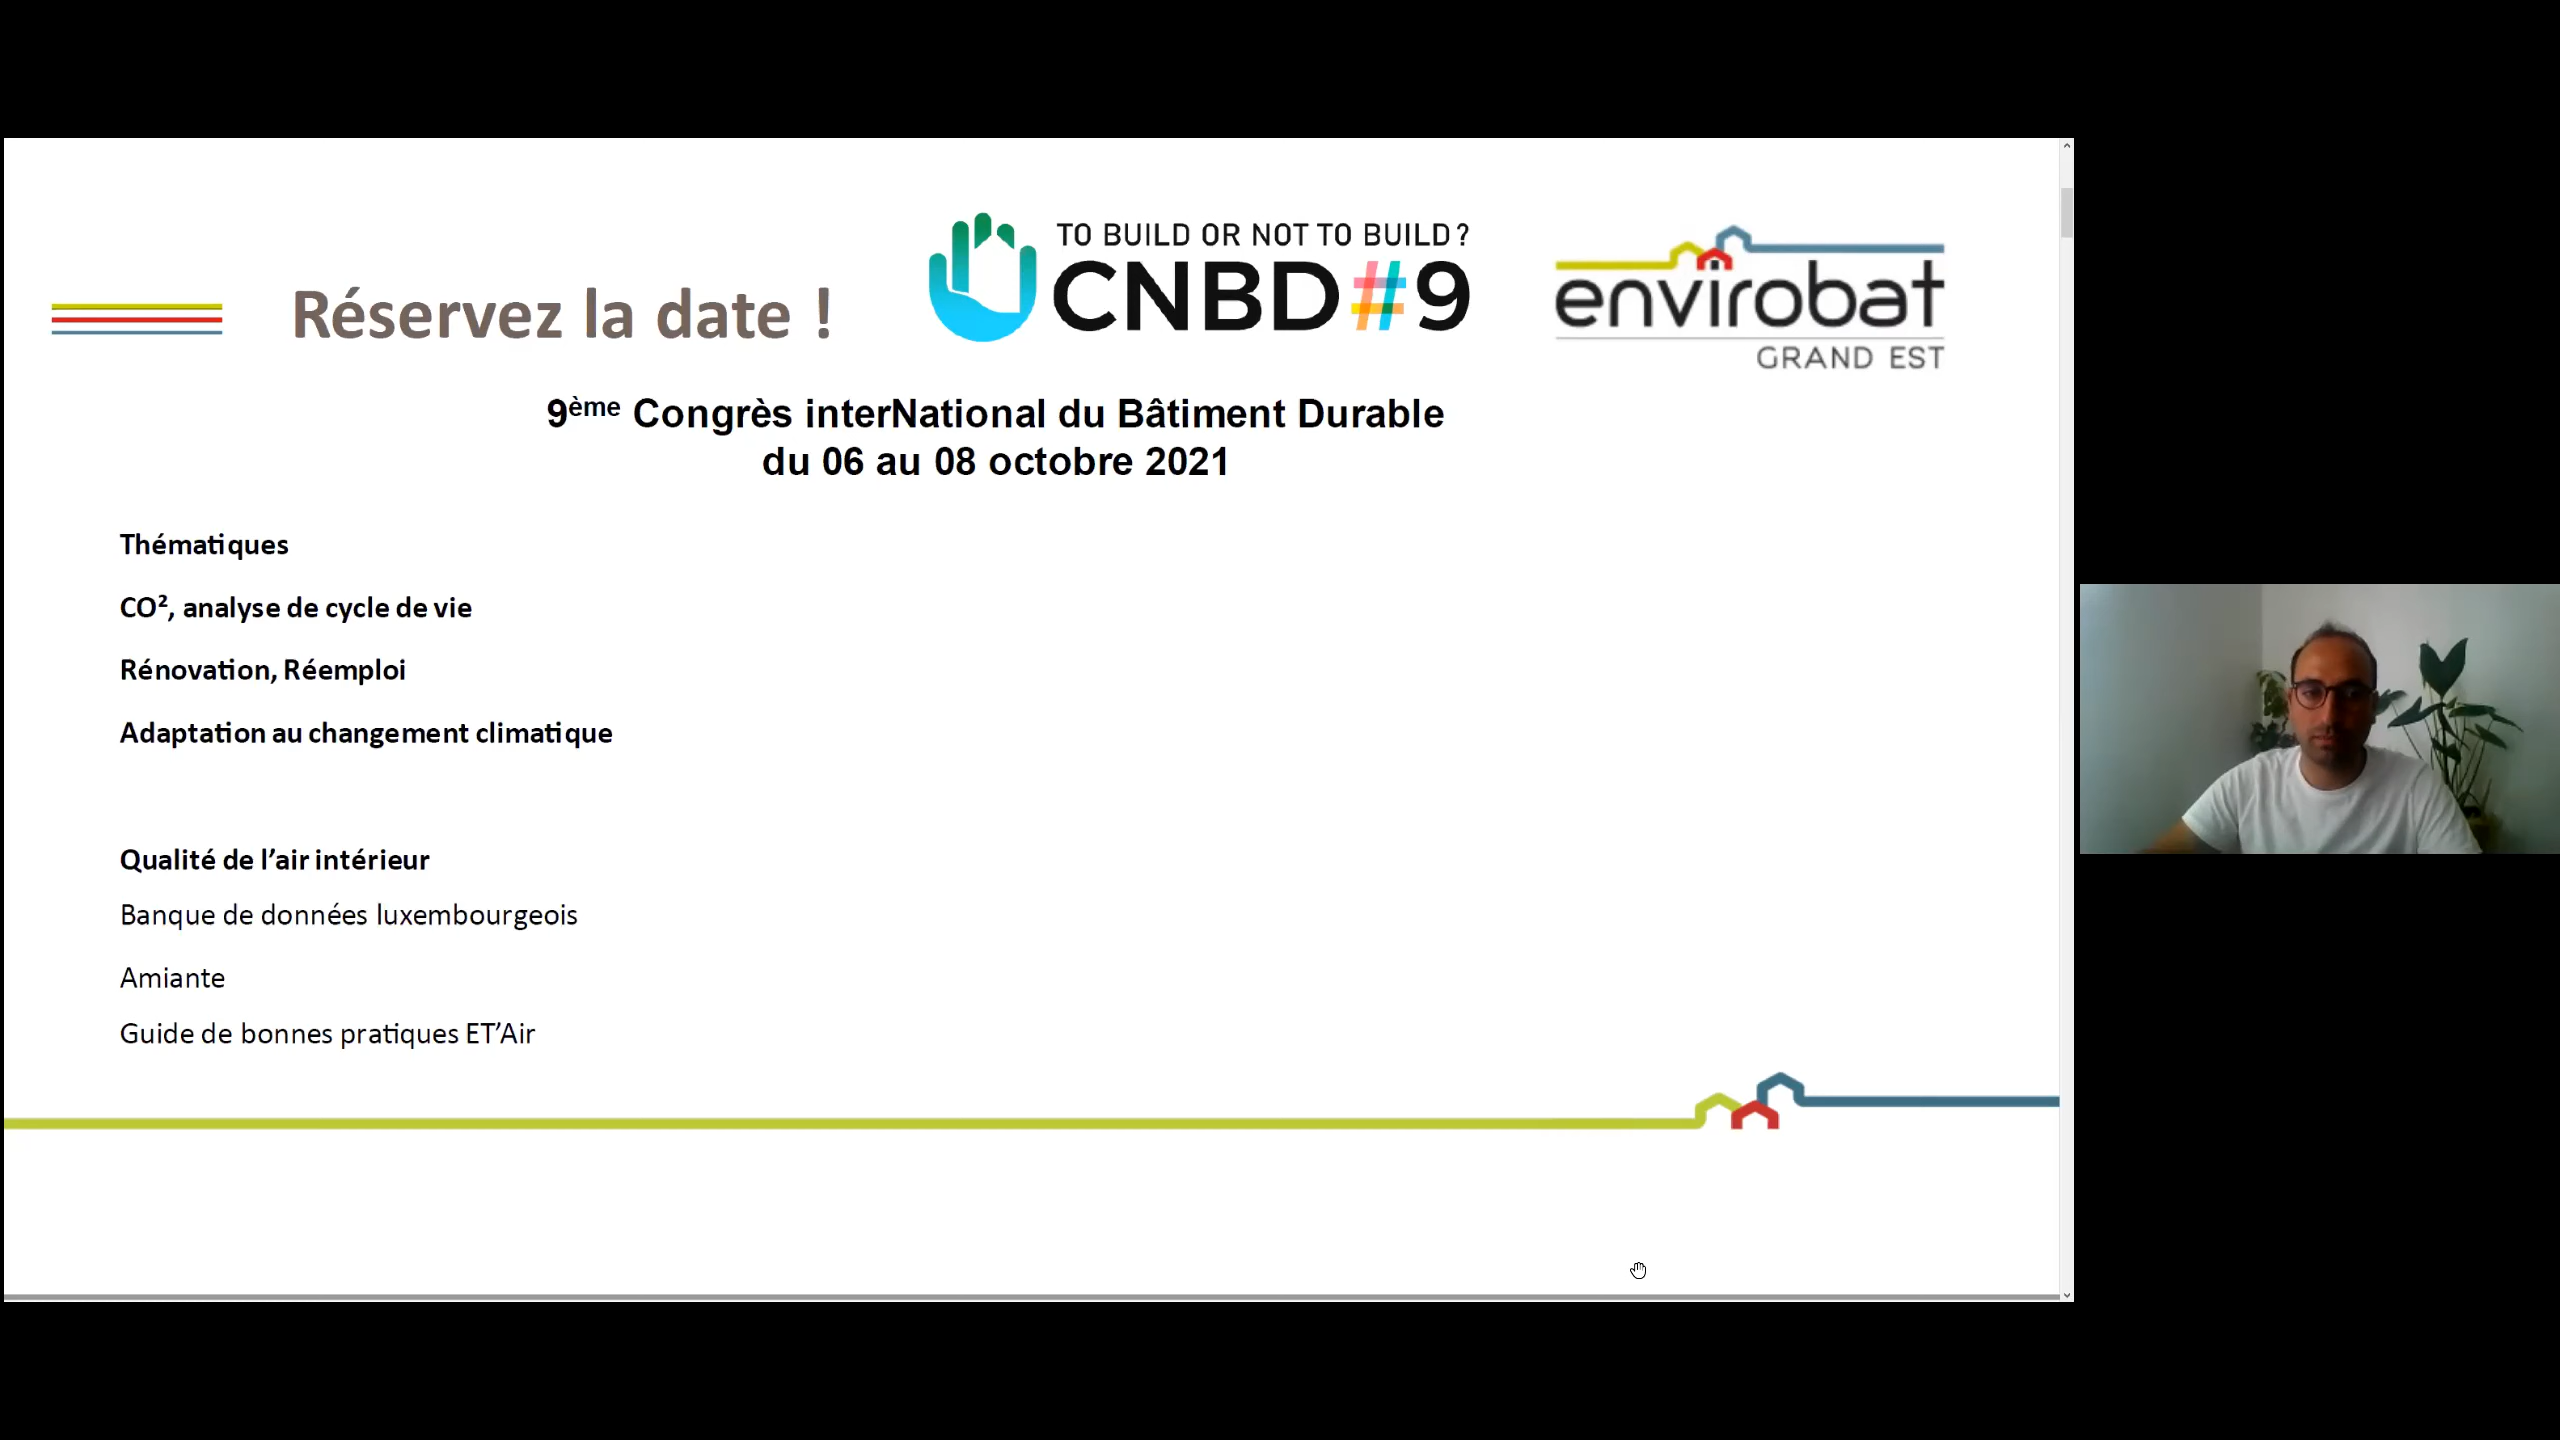 TO BUILD OR NOT TO BUILD?
CNBD#9
Réservez la date !
envirobat
GRAND EST
9ème Congrès interNational du Bâtiment Durable
du 06 au 08 octobre 2021
Thématiques
CO², analyse de cycle de vie
Rénovation, Réemploi
Adaptation au changement climatique
Qualité de l’air intérieur
Banque de données luxembourgeois
Amiante
Guide de bonnes pratiques ET’Air